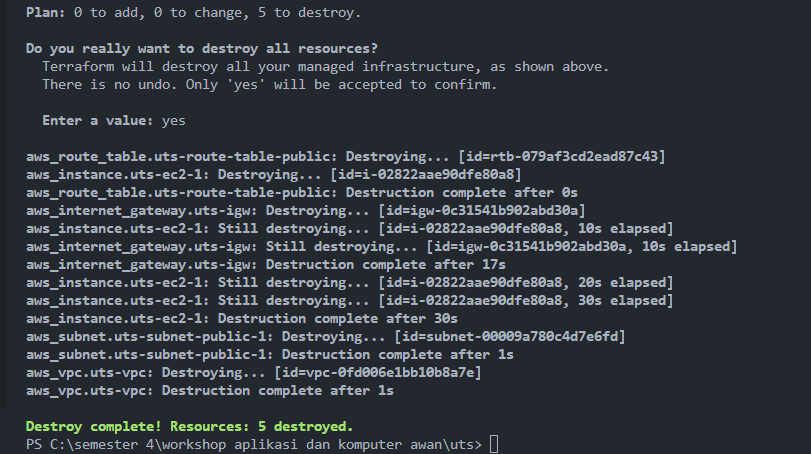 Plan: 0 to add, 0 to change, 5 to destroy.
Do you really want to destroy all resources?
Terraform will destroy all your managed infrastructure, as shown above.
There is no undo. Only 'yes' will be accepted to confirm.
Enter a value: yes
aws_route_table.uts-route-table-public: Destroying... [id=rtb-079af3cd2ead87c43]
aws_instance.uts-ec2-1: Destroying... [id=i-02822aae90dfe80a8]
aws_route_table.uts-route-table-public: Destruction complete after 0s
aws_internet_gateway.uts-igw: Destroying... [id=igw-0c31541b902abd30a]
aws_instance.uts-ec2-1: Still destroying... [id=i-02822aae90dfe80a8, 10s elapsed]
aws_internet_gateway.uts-igw: Still destroying... [id=igw-0c31541b902abd30a, 10s elapsed]
aws_internet_gateway.uts-igw: Destruction complete after 17s
aws_instance.uts-ec2-1: Still destroying... [id=i-02822aae90dfe80a8, 20s elapsed]
aws_instance.uts-ec2-1: Still destroying... [id=i-02822aae90dfe80a8, 30s elapsed]
aws_instance.uts-ec2-1: Destruction complete after 30s
aws_subnet.uts-subnet-public-1: Destroying... [id=subnet-00009a780c4d7e6fd]
aws_subnet.uts-subnet-public-1: Destruction complete after 1s
aws_vpc.uts-vpc: Destroying... [id=vpc-0fd006e1bb10b8a7e]
aws_vpc.uts-vpc: Destruction complete after 1s
Destroy complete! Resources: 5 destroyed.
PS C:\semester 4\workshop aplikasi dan komputer awan\uts>